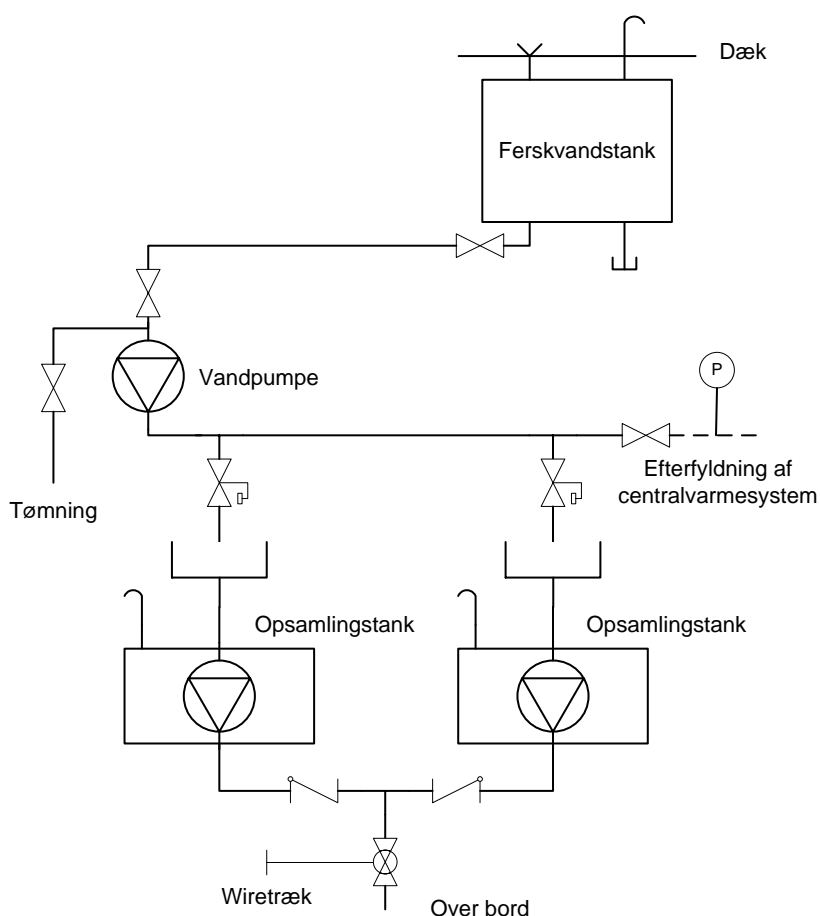 Dæk
Ferskvandstank
Vandpumpe
P
Efterfyldning af
centralvarmesystem
Tømning
Opsamlingstank
Opsamlingstank
Wiretræk
Over bord